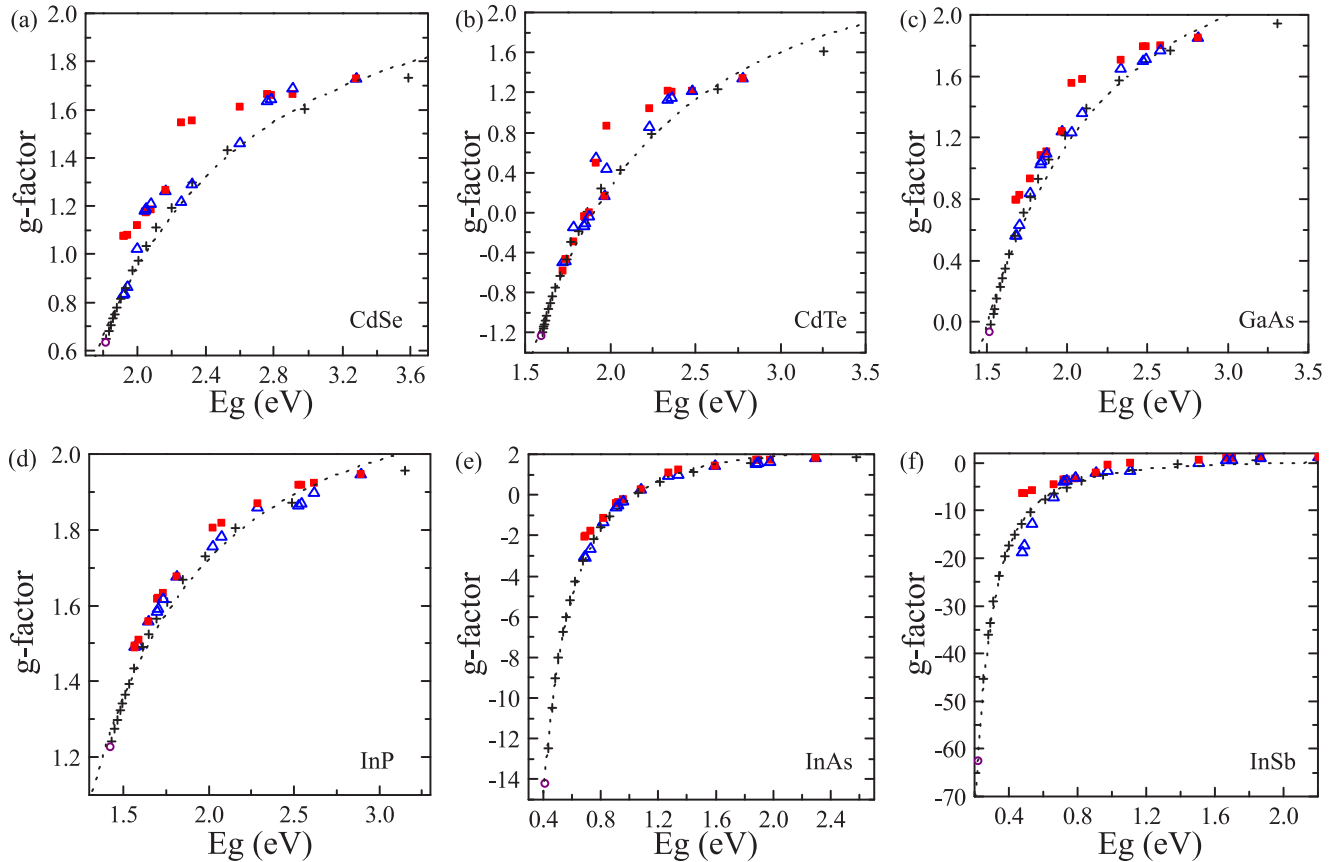 (a)
2.0
1.8
1.6
1.4
1.2
1.0
0.8
0.6
g-factor
CdSe
2.0 2.4 2.8 3.2 3.6
Eg (eV)
(b)
2.0
1.6
1.2
0.8
0.4
0.0
-0.4
-0.8
-1.2
g-factor
CdTe
1.5 2.0 2.5 3.0 3.5
Eg (eV)
(c)
2.0
1.6
1.2
0.8
0.4
0.0
g-factor
GaAs
1.5 2.0 2.5 3.0 3.5
Eg (eV)
(d)
2.0
1.8
1.6
1.4
1.2
g-factor
InP
1.5 2.0 2.5 3.0
Eg (eV)
(e)
2
0
-2
-4
-6
-8
-10
-12
-14
g-factor
InAs
0.4 0.8 1.2 1.6 2.0 2.4
Eg (eV)
(f)
0
-10
-20
-30
-40
-50
-60
-70
g-factor
InSb
0.4 0.8 1.2 1.6 2.0
Eg (eV)